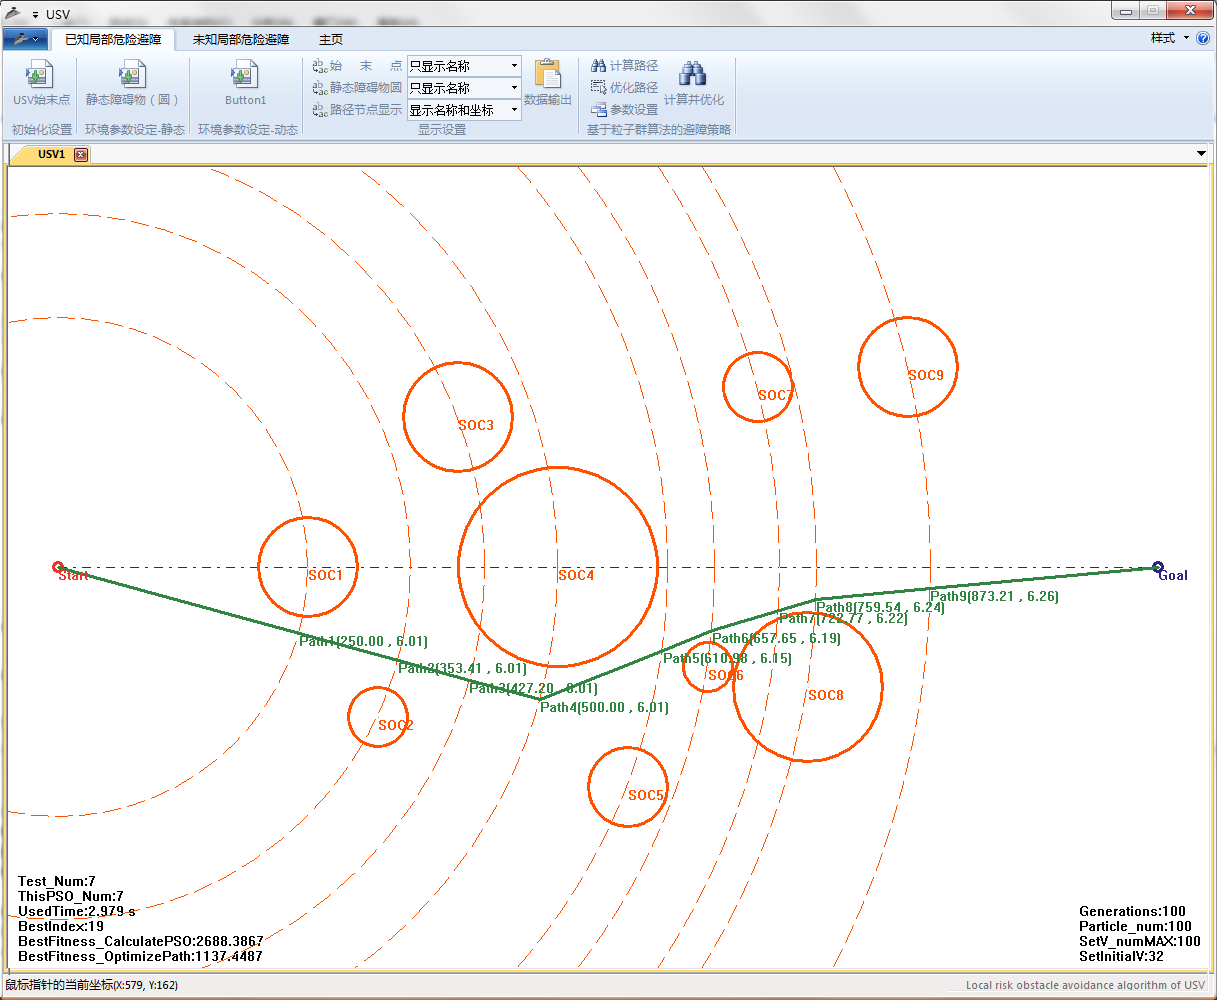 USV
已知局部危险避障 未知局部危险避障 主页 样式
始 末 点 只显示名称
计算路径
静态障碍物圆 只显示名称
优化路径
USV始末点 静态障碍物（圆） Button1 数据输出 计算并优化
路径节点显示 显示名称和坐标
参数设置
初始化设置 环境参数设定-静态 环境参数设定-动态 显示设置 基于粒子群算法的避障策略
USV1
SOC9
SOC7
SOC3
Start SOC1 SOC4 Goal
Path9(873.21 , 6.26)
Path8(759.54 , 6.24)
Path7(722.77 , 6.22)
Path6(657.65 , 6.19)
Path1(250.00 , 6.01)
Path5(610.98 , 6.15)
Path2(353.41 , 6.01)
SOC6
Path3(427.20 , 6.01)
SOC8
Path4(500.00 , 6.01)
SOC2
SOC5
Test_Num:7
ThisPSO_Num:7
UsedTime:2.979 s
BestIndex:19
BestFitness_CalculatePSO:2688.3867
BestFitness_OptimizePath:1137.4487
Generations:100
Particle_num:100
SetV_numMAX:100
SetInitialV:32
鼠标指针的当前坐标(X:579, Y:162)
Local risk obstacle avoidance algorithm of USV